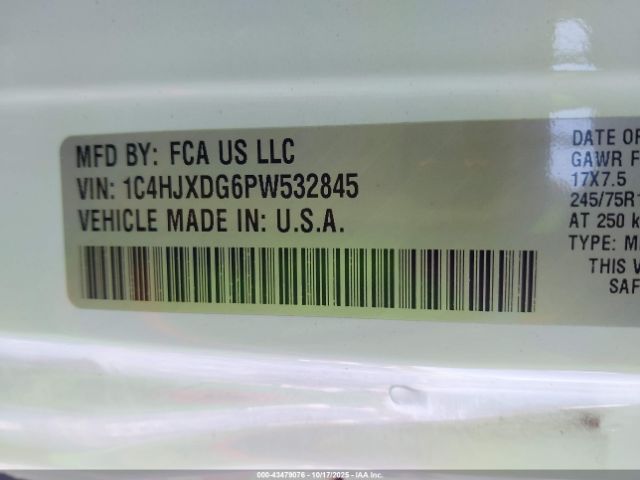 MFD BY: FCA US LLC
VIN: 1C4HJXDG6PW532845
VEHICLE MADE IN U.S.A.
DATE OF
GAWR F
17X7.5
245/75R1
AT 250 k
TYPE: M
THIS V
SAF
000-43479076 - 10/17/2025 - IAA Inc.